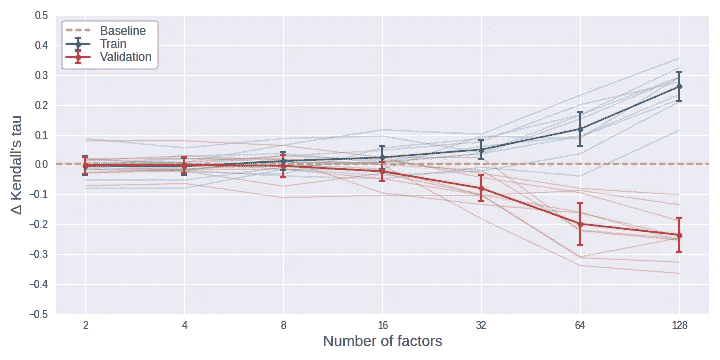 Baseline
Train
Validation
Δ Kendall's tau
0.5
0.4
0.3
0.2
0.1
0.0
−0.1
−0.2
−0.3
−0.4
−0.5
2 4 8 16 32 64 128
Number of factors